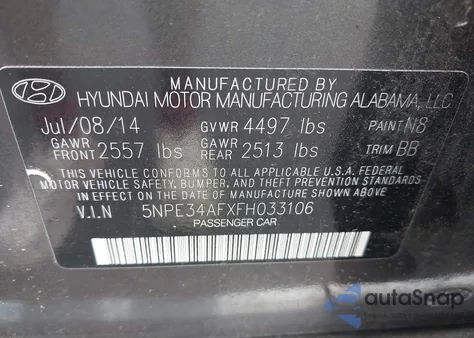 MANUFACTURED BY
HYUNDAI MOTOR MANUFACTURING ALABAMA, LLC
Jul/08/14 GVWR 4497 lbs PAINT N8
GAWR FRONT 2557 lbs GAWR REAR 2513 lbs TRIM BB
THIS VEHICLE CONFORMS TO ALL APPLICABLE U.S.A. FEDERAL
MOTOR VEHICLE SAFETY, BUMPER, AND THEFT PREVENTION STANDARDS
IN EFFECT ON THE DATE OF MANUFACTURE SHOWN ABOVE.
V.I.N 5NPE34AFXFH033106
PASSENGER CAR
autoSnap